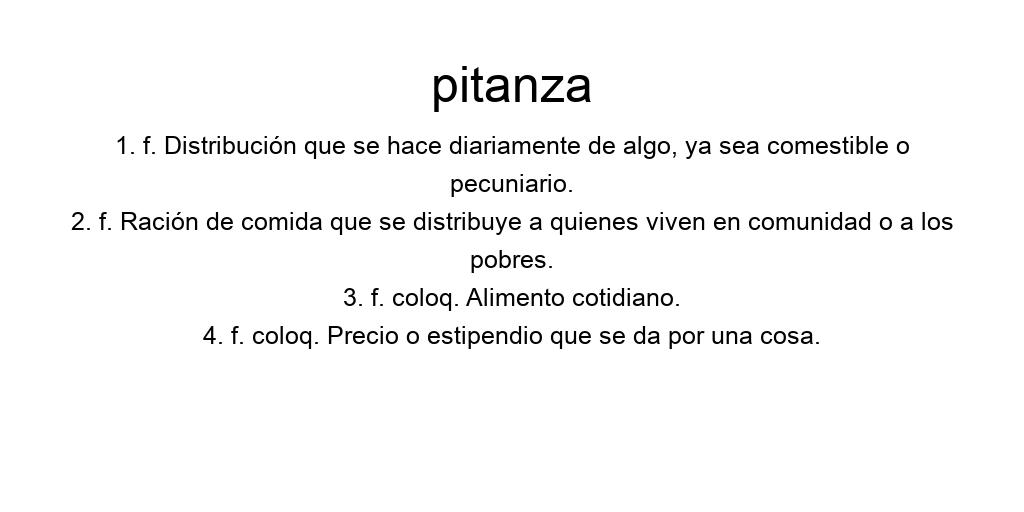 pitanza
1. f. Distribución que se hace diariamente de algo, ya sea comestible o
pecuniario.
2. f. Ración de comida que se distribuye a quienes viven en comunidad o a los
pobres.
3. f. coloq. Alimento cotidiano.
4. f. coloq. Precio o estipendio que se da por una cosa.